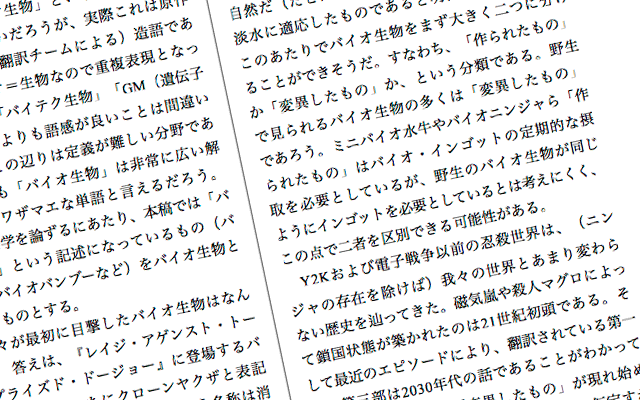 生物」と
いだろうが、実際これは原作
翻訳チームによる）造語であ
＝生物なので重複表現となっ
「バイテク生物」「GM（遺伝子
よりも語感が良いことは間違い
の辺りは定義が難しい分野であ
も「バイオ生物」は非常に広い解
ワザマエな単語と言えるだろう。
学を論ずるにあたり、本稿では「バ
」という記述になっているもの（バ
バイオバンブーなど）をバイオ生物と
ものとする。
々が最初に目撃したバイオ生物はなん
答えは、『レイジ・アゲンスト・トー
プライズド・ドージョー』に登場するバ
にクローンヤクザと表記
名称は消
自然だ（た
淡水に適応したものである
このあたりでバイオ生物をまず大きく二つに分け
ることができそうだ。すなわち、「作られたもの」
か「変異したもの」か、という分類である。野生
で見られるバイオ生物の多くは「変異したもの」
であろう。ミニバイオ水牛やバイオニンジャら「作
られたもの」はバイオ・インゴットの定期的な摂
取を必要としているが、野生のバイオ生物が同じ
ようにインゴットを必要としているとは考えにくく、
この点で二者を区別できる可能性がある。
Y2Kおよび電子戦争以前の忍殺世界は、（ニン
ジャの存在を除けば）我々の世界とあまり変わら
ない歴史を辿ってきた。磁気嵐や殺人マグロによっ
て鎖国状態が築かれたのは21世紀初頭である。そ
して最近のエピソードにより、翻訳されている第一
第三部は2030年代の話であることがわかって
異したもの」が現れ始め